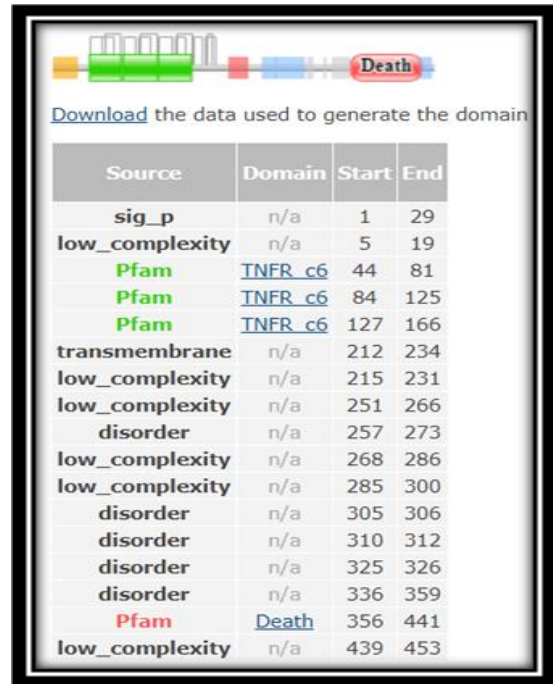 Death
Download the data used to generate the domain
Source Domain Start End
sig_p n/a 1 29
low_complexity n/a 5 19
Pfam TNFR_c6 44 81
Pfam TNFR_c6 84 125
Pfam TNFR_c6 127 166
transmembrane n/a 212 234
low_complexity n/a 215 231
low_complexity n/a 251 266
disorder n/a 257 273
low_complexity n/a 268 286
low_complexity n/a 285 300
disorder n/a 305 306
disorder n/a 310 312
disorder n/a 325 326
disorder n/a 336 359
Pfam Death 356 441
low_complexity n/a 439 453